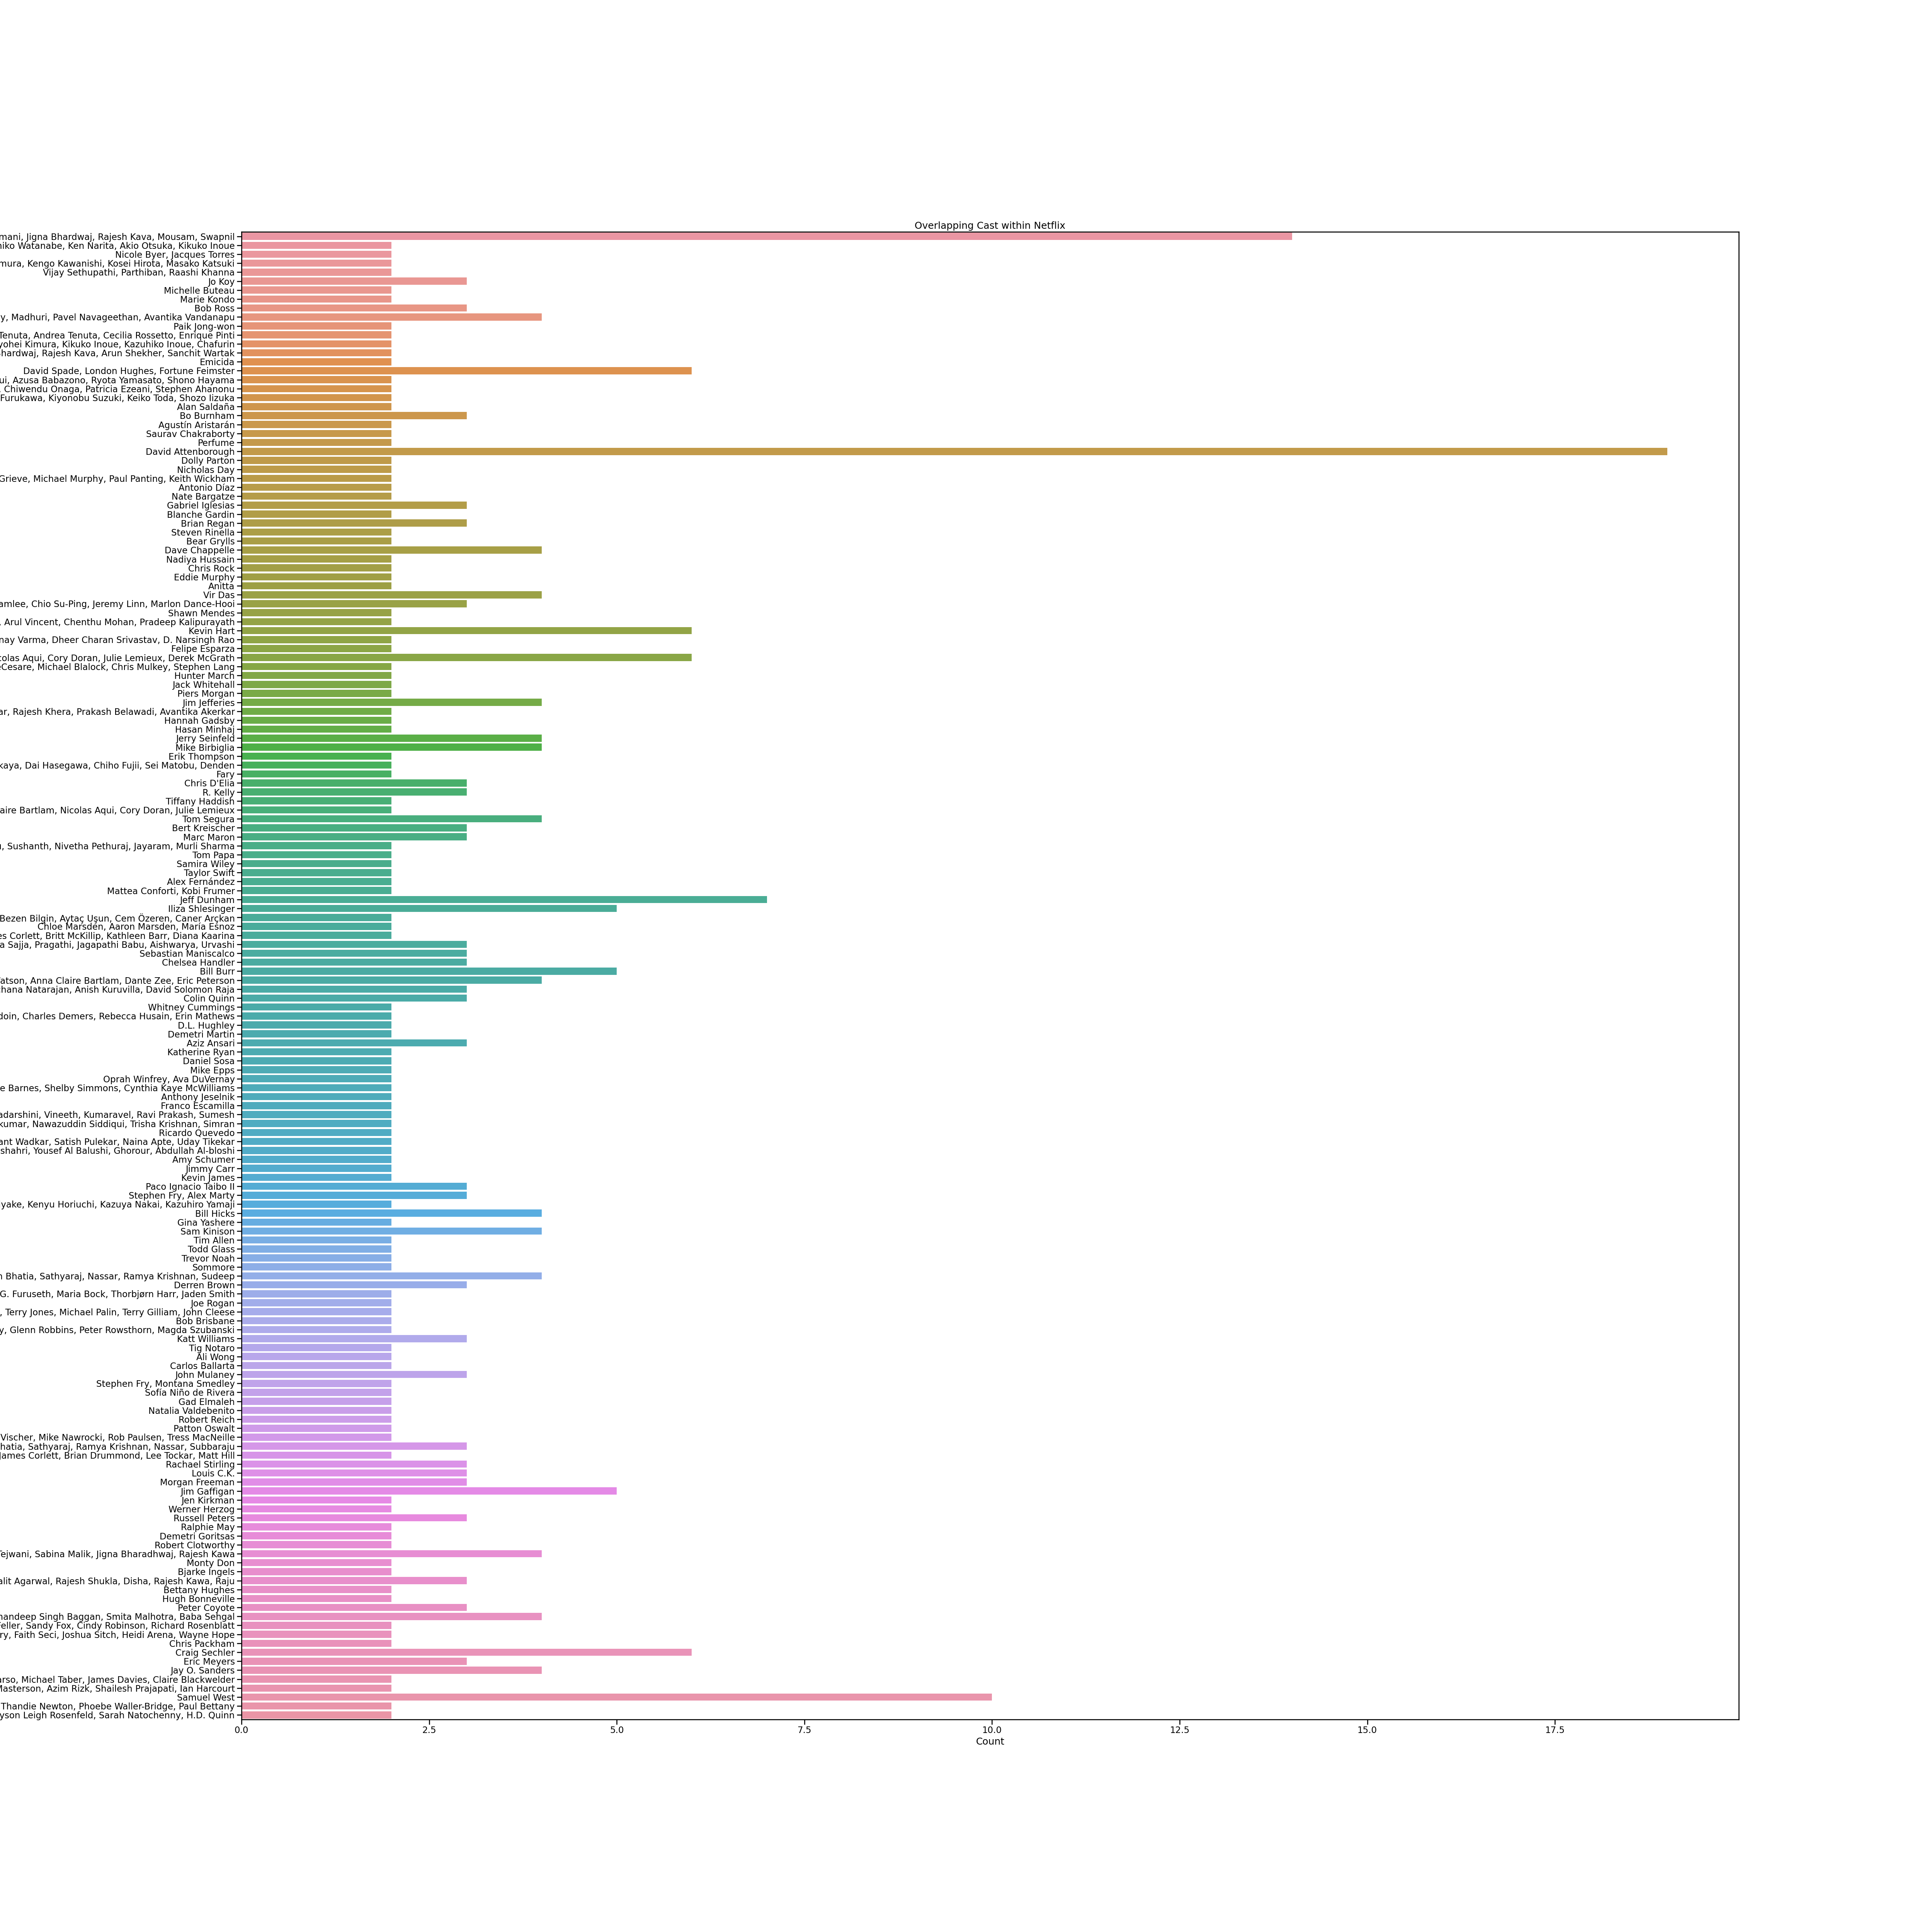 Overlapping Cast within Netflix
mani, Jigna Bhardwaj, Rajesh Kava, Mousam, Swapnil
hiko Watanabe, Ken Narita, Akio Otsuka, Kikuko Inoue
Nicole Byer, Jacques Torres
mura, Kengo Kawanishi, Kosei Hirota, Masako Katsuki
Vijay Sethupathi, Parthiban, Raashi Khanna
Jo Koy
Michelle Buteau
Marie Kondo
Bob Ross
y, Madhuri, Pavel Navageethan, Avantika Vandanapu
Paik Jong-won
Tenuta, Andrea Tenuta, Cecilia Rossetto, Enrique Pinti
yohei Kimura, Kikuko Inoue, Kazuhiko Inoue, Chafurin
hardwaj, Rajesh Kava, Arun Shekher, Sanchit Wartak
Emicida
David Spade, London Hughes, Fortune Feimster
ui, Azusa Babazono, Ryota Yamasato, Shono Hayama
, Chiwendu Onaga, Patricia Ezeani, Stephen Ahanonu
Furukawa, Kiyonobu Suzuki, Keiko Toda, Shozo Iizuka
Alan Saldaña
Bo Burnham
Agustín Aristarán
Saurav Chakraborty
Perfume
David Attenborough
Dolly Parton
Nicholas Day
Grieve, Michael Murphy, Paul Panting, Keith Wickham
Antonio Díaz
Nate Bargatze
Gabriel Iglesias
Blanche Gardin
Brian Regan
Steven Rinella
Bear Grylls
Dave Chappelle
Nadiya Hussain
Chris Rock
Eddie Murphy
Anitta
Vir Das
amlee, Chio Su-Ping, Jeremy Linn, Marlon Dance-Hooi
Shawn Mendes
, Arul Vincent, Chenthu Mohan, Pradeep Kalipurayath
Kevin Hart
nay Varma, Dheer Charan Srivastav, D. Narsingh Rao
Felipe Esparza
colas Aqui, Cory Doran, Julie Lemieux, Derek McGrath
eCesare, Michael Blalock, Chris Mulkey, Stephen Lang
Hunter March
Jack Whitehall
Piers Morgan
Jim Jefferies
ar, Rajesh Khera, Prakash Belawadi, Avantika Akerkar
Hannah Gadsby
Hasan Minhaj
Jerry Seinfeld
Mike Birbiglia
Erik Thompson
kaya, Dai Hasegawa, Chiho Fujii, Sei Matobu, Denden
Fary
Chris D'Elia
R. Kelly
Tiffany Haddish
aire Bartlam, Nicolas Aqui, Cory Doran, Julie Lemieux
Tom Segura
Bert Kreischer
Marc Maron
u, Sushanth, Nivetha Pethuraj, Jayaram, Murli Sharma
Tom Papa
Samira Wiley
Taylor Swift
Alex Fernández
Mattea Conforti, Kobi Frumer
Jeff Dunham
Iliza Shlesinger
Bezen Bilgin, Aytaç Uşun, Cem Özeren, Caner Arçkan
Chloe Marsden, Aaron Marsden, María Esnoz
es Corlett, Britt McKillip, Kathleen Barr, Diana Kaarina
a Sajja, Pragathi, Jagapathi Babu, Aishwarya, Urvashi
Sebastian Maniscalco
Chelsea Handler
Bill Burr
atson, Anna Claire Bartlam, Dante Zee, Eric Peterson
chana Natarajan, Anish Kuruvilla, David Solomon Raja
Colin Quinn
Whitney Cummings
doin, Charles Demers, Rebecca Husain, Erin Mathews
D.L. Hughley
Demetri Martin
Aziz Ansari
Katherine Ryan
Daniel Sosa
Mike Epps
Oprah Winfrey, Ava DuVernay
e Barnes, Shelby Simmons, Cynthia Kaye McWilliams
Anthony Jeselnik
Franco Escamilla
adarshini, Vineeth, Kumaravel, Ravi Prakash, Sumesh
kumar, Nawazuddin Siddiqui, Trisha Krishnan, Simran
Ricardo Quevedo
ant Wadkar, Satish Pulekar, Naina Apte, Uday Tikekar
shahri, Yousef Al Balushi, Ghorour, Abdullah Al-bloshi
Amy Schumer
Jimmy Carr
Kevin James
Paco Ignacio Taibo II
Stephen Fry, Alex Marty
yake, Kenyu Horiuchi, Kazuya Nakai, Kazuhiro Yamaji
Bill Hicks
Gina Yashere
Sam Kinison
Tim Allen
Todd Glass
Trevor Noah
Sommore
h Bhatia, Sathyaraj, Nassar, Ramya Krishnan, Sudeep
Derren Brown
G. Furuseth, Maria Bock, Thorbjørn Harr, Jaden Smith
Joe Rogan
, Terry Jones, Michael Palin, Terry Gilliam, John Cleese
Bob Brisbane
y, Glenn Robbins, Peter Rowsthorn, Magda Szubanski
Katt Williams
Tig Notaro
Ali Wong
Carlos Ballarta
John Mulaney
Stephen Fry, Montana Smedley
Sofía Niño de Rivera
Gad Elmaleh
Natalia Valdebenito
Robert Reich
Patton Oswalt
Vischer, Mike Nawrocki, Rob Paulsen, Tress MacNeille
hatia, Sathyaraj, Ramya Krishnan, Nassar, Subbaraju
James Corlett, Brian Drummond, Lee Tockar, Matt Hill
Rachael Stirling
Louis C.K.
Morgan Freeman
Jim Gaffigan
Jen Kirkman
Werner Herzog
Russell Peters
Ralphie May
Demetri Goritsas
Robert Clotworthy
Tejwani, Sabina Malik, Jigna Bharadhwaj, Rajesh Kawa
Monty Don
Bjarke Ingels
alit Agarwal, Rajesh Shukla, Disha, Rajesh Kawa, Raju
Bettany Hughes
Hugh Bonneville
Peter Coyote
nandeep Singh Baggan, Smita Malhotra, Baba Sehgal
eller, Sandy Fox, Cindy Robinson, Richard Rosenblatt
ry, Faith Seci, Joshua Sitch, Heidi Arena, Wayne Hope
Chris Packham
Craig Sechler
Eric Meyers
Jay O. Sanders
arso, Michael Taber, James Davies, Claire Blackwelder
Masterson, Azim Rizk, Shailesh Prajapati, Ian Harcourt
Samuel West
Thandie Newton, Phoebe Waller-Bridge, Paul Bettany
yson Leigh Rosenfeld, Sarah Natochenny, H.D. Quinn
0.0 2.5 5.0 7.5 10.0 12.5 15.0 17.5
Count